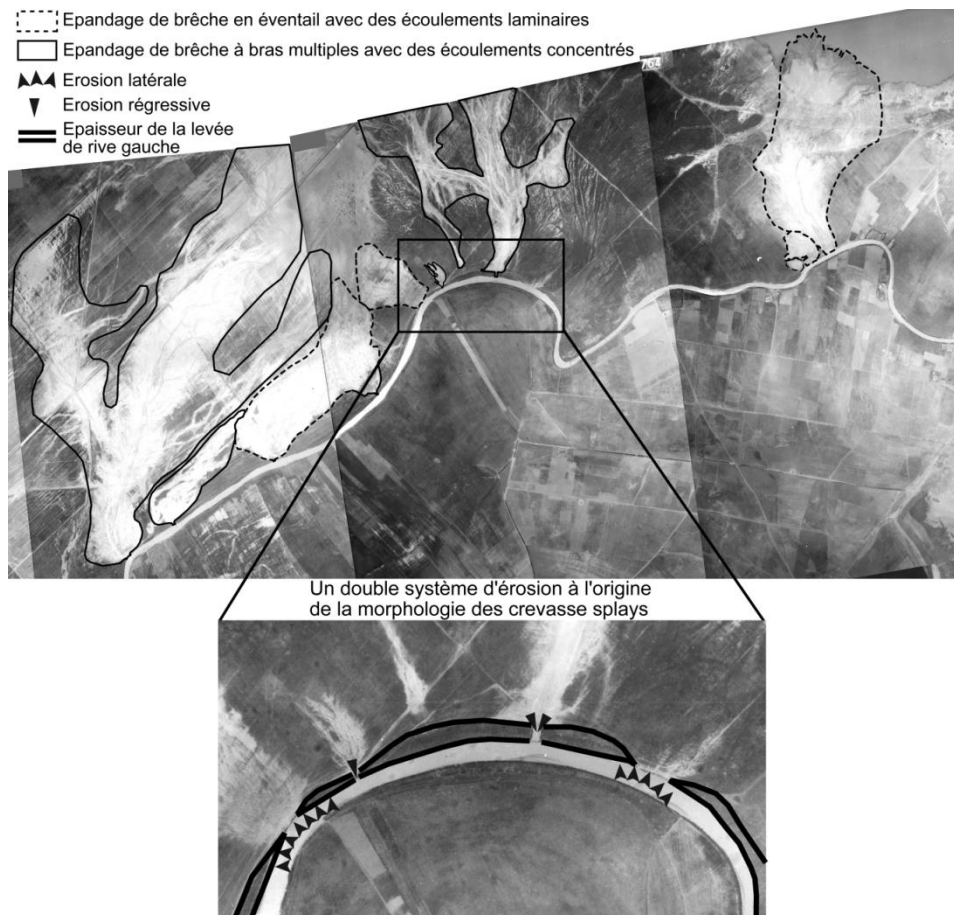 Epandage de brêche en éventail avec des écoulements laminaires
Epandage de brêche à bras multiples avec des écoulements concentrés
Erosion latérale
Erosion régressive
Epaisseur de la levée
de rive gauche
764
Un double système d'érosion à l'origine
de la morphologie des crevasse splays